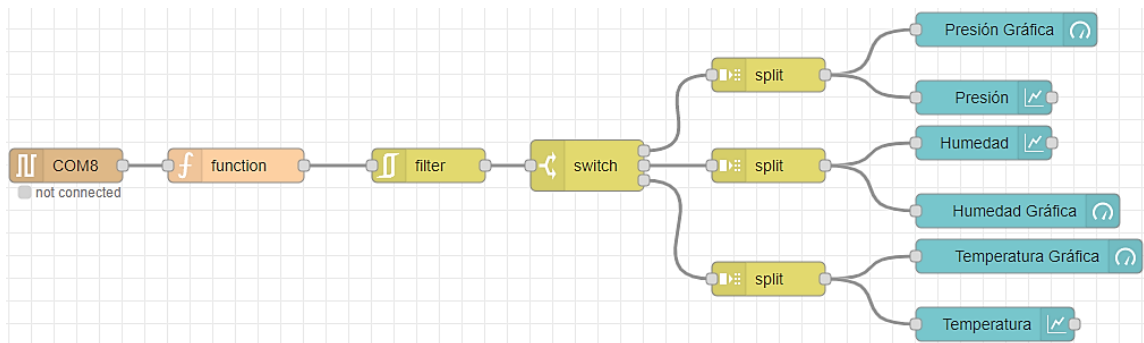 COM8
not connected
function
filter
switch
split
split
split
Presión Gráfica
Presión
Humedad
Humedad Gráfica
Temperatura Gráfica
Temperatura